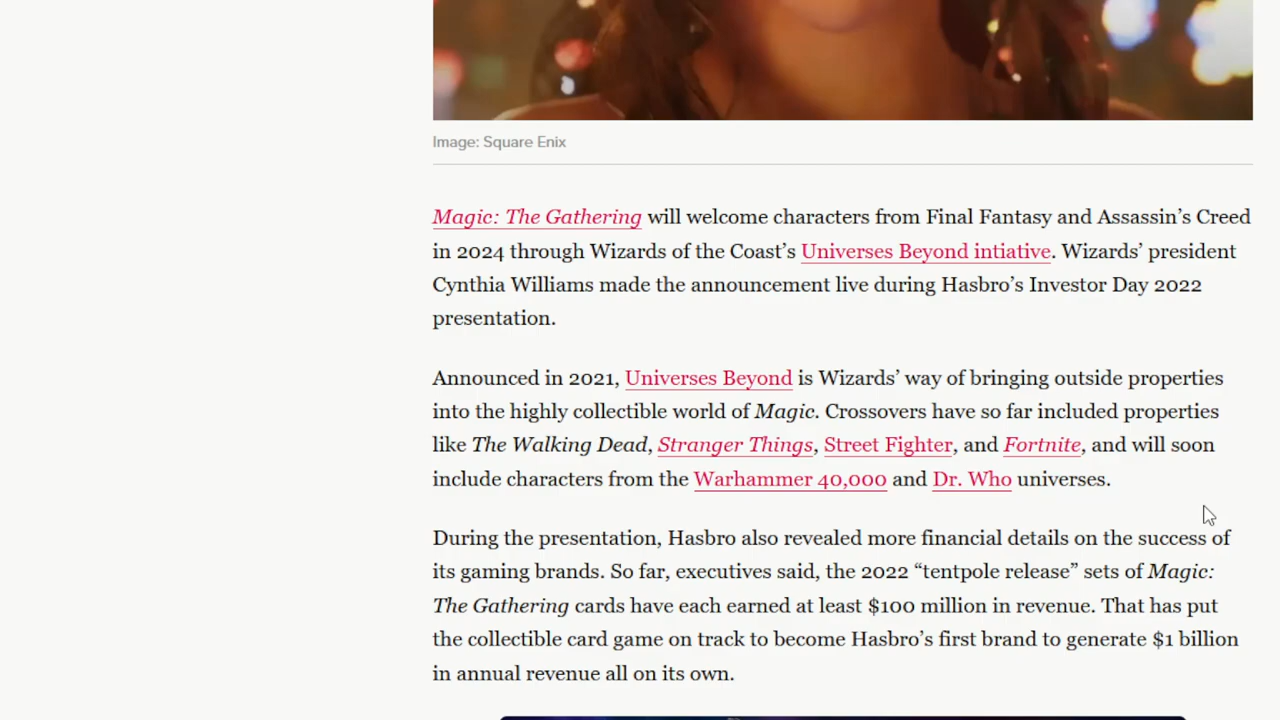 Image: Square Enix
Magic: The Gathering will welcome characters from Final Fantasy and Assassin’s Creed
in 2024 through Wizards of the Coast’s Universes Beyond intiative. Wizards’ president
Cynthia Williams made the announcement live during Hasbro’s Investor Day 2022
presentation.
Announced in 2021, Universes Beyond is Wizards’ way of bringing outside properties
into the highly collectible world of Magic. Crossovers have so far included properties
like The Walking Dead, Stranger Things, Street Fighter, and Fortnite, and will soon
include characters from the Warhammer 40,000 and Dr. Who universes.
During the presentation, Hasbro also revealed more financial details on the success of
its gaming brands. So far, executives said, the 2022 “tentpole release” sets of Magic:
The Gathering cards have each earned at least $100 million in revenue. That has put
the collectible card game on track to become Hasbro’s first brand to generate $1 billion
in annual revenue all on its own.